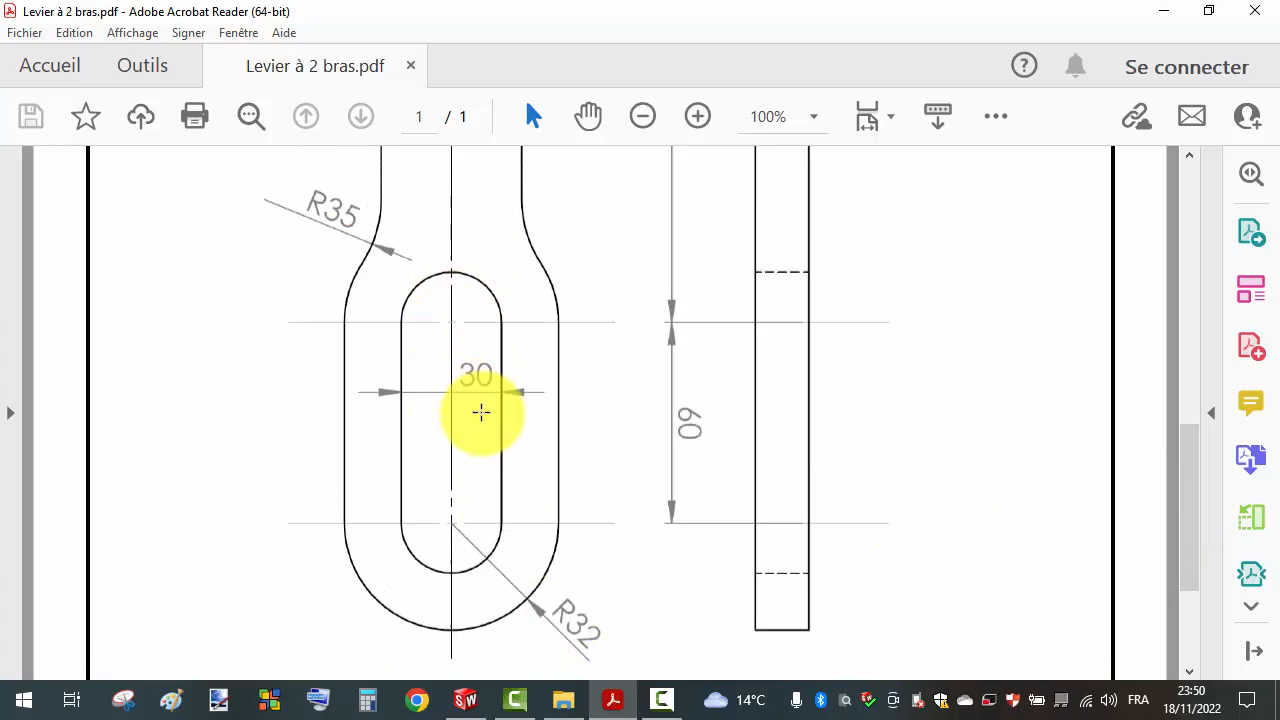 Levier à 2 bras.pdf - Adobe Acrobat Reader (64-bit)
Fichier Edition Affichage Signer Fenêtre Aide
Accueil Outils Levier à 2 bras.pdf × Se connecter
1 / 1 100%
R35
30
60
R32
14°C FRA 23:50
18/11/2022